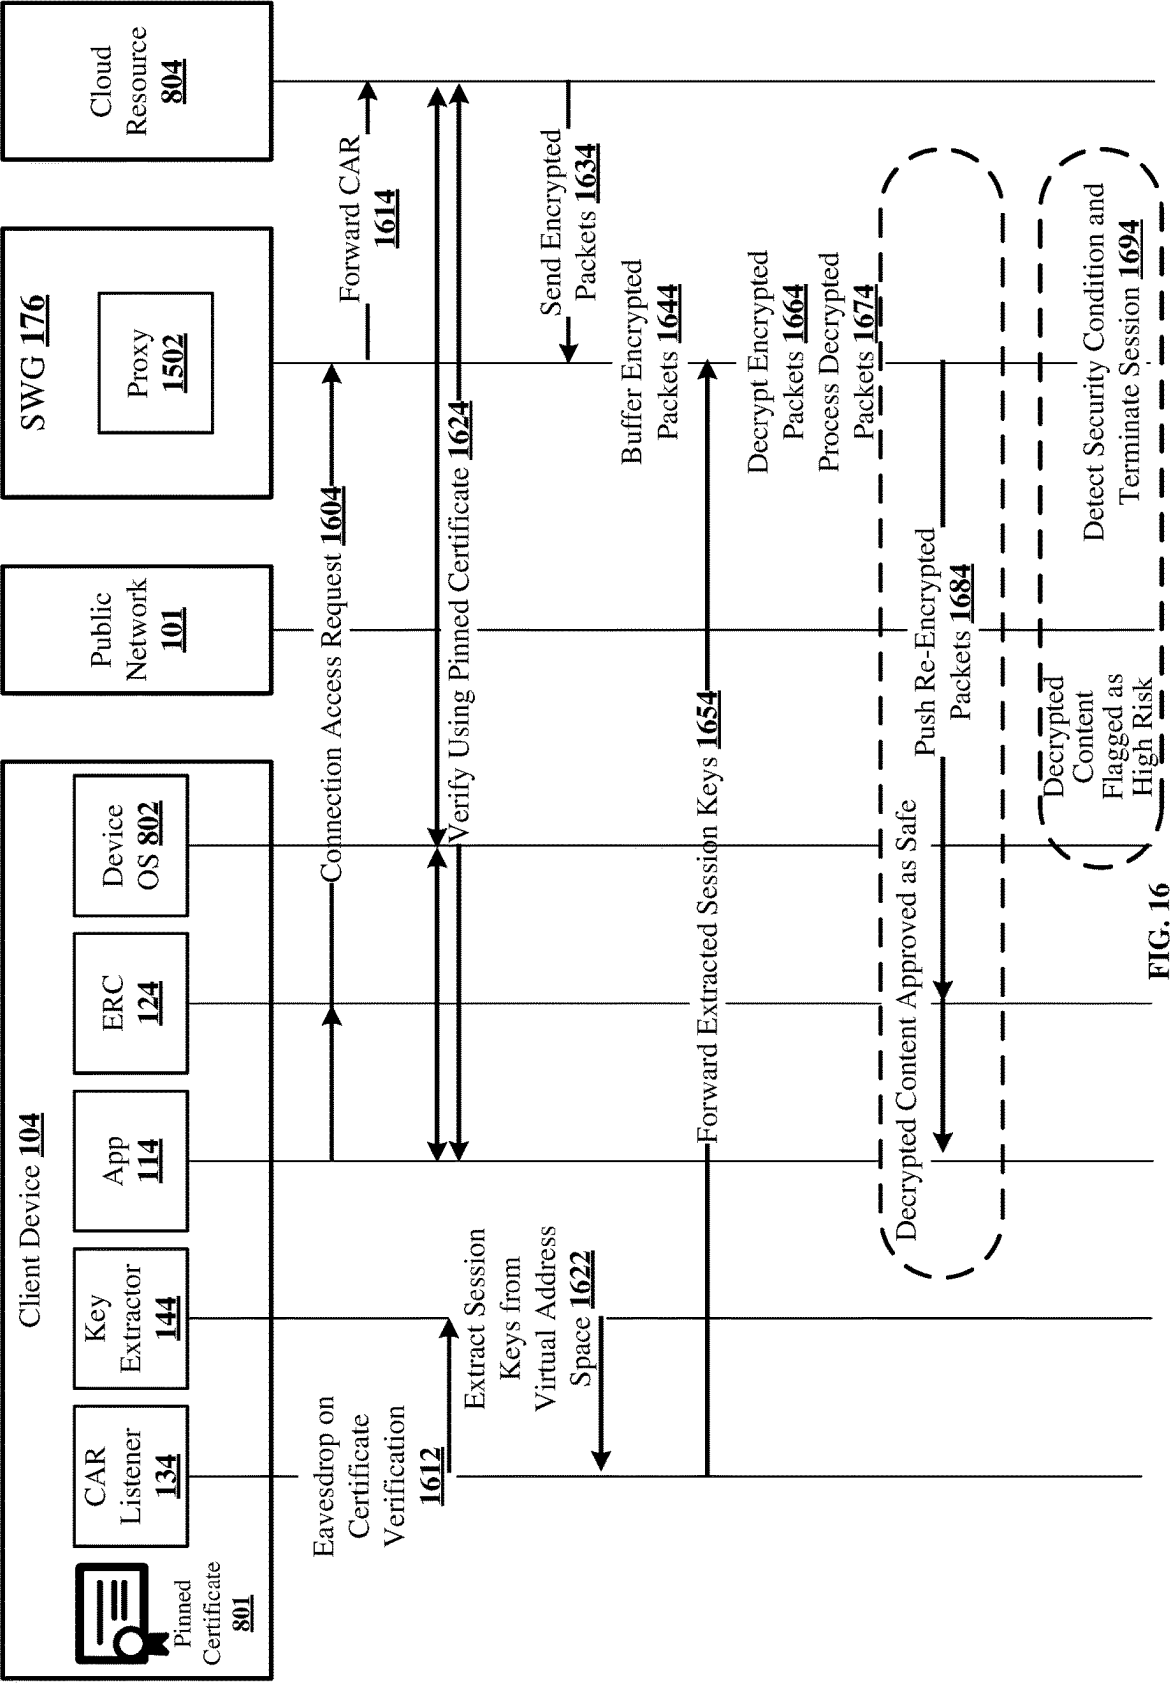 Client Device 104
Pinned
Certificate
801
CAR
Listener
134
Key
Extractor
144
App
114
ERC
124
Device
OS 802
Public
Network
101
SWG 176
Proxy
1502
Cloud
Resource
804
Connection Access Request 1604
Forward CAR
1614
Eavesdrop on
Certificate
Verification
1612
Verify Using Pinned Certificate 1624
Extract Session
Keys from
Virtual Address
Space 1622
Send Encrypted
Packets 1634
Buffer Encrypted
Packets 1644
Forward Extracted Session Keys 1654
Decrypt Encrypted
Packets 1664
Process Decrypted
Packets 1674
Decrypted Content Approved as Safe
Push Re-Encrypted
Packets 1684
Decrypted
Content
Flagged as
High Risk
Detect Security Condition and
Terminate Session 1694
FIG. 16